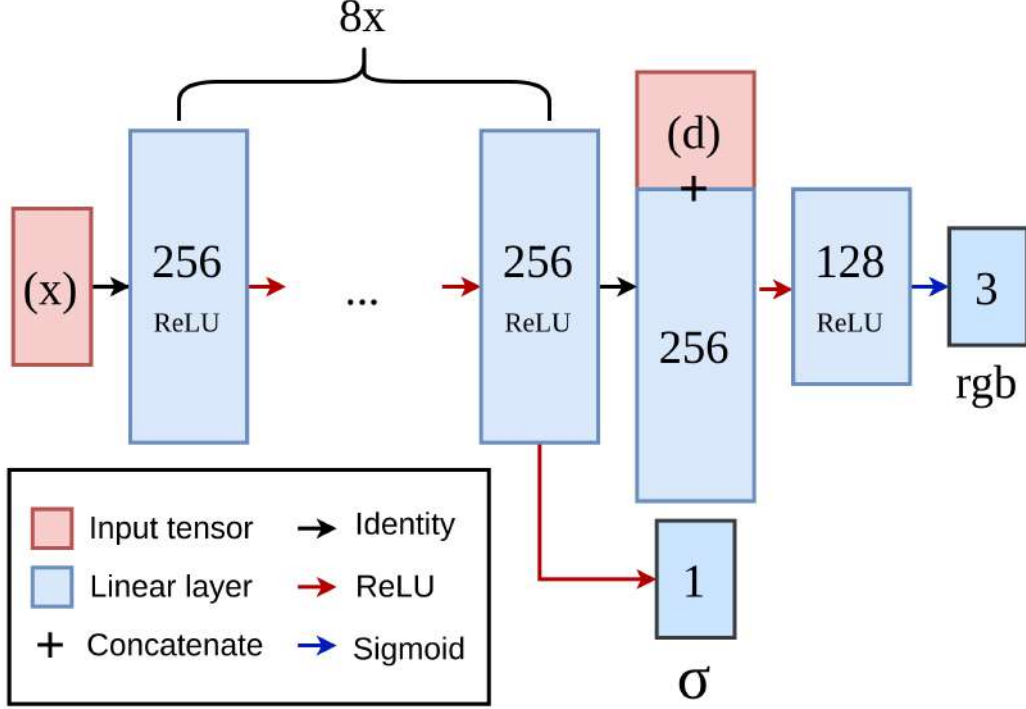 8x
(x)
256
ReLU
...
256
ReLU
(d)
+
256
128
ReLU
3
rgb
1
σ
Input tensor
Linear layer
+ Concatenate
Identity
ReLU
Sigmoid